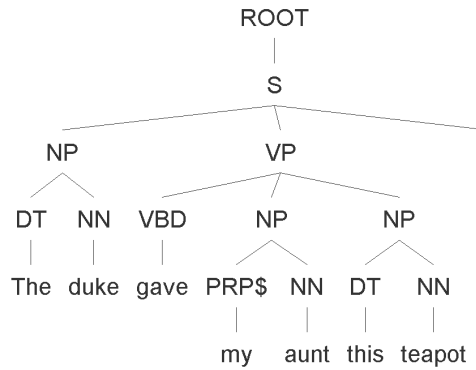 ROOT
S
NP VP
DT NN VBD NP NP
The duke gave PRP$ NN DT NN
my aunt this teapot